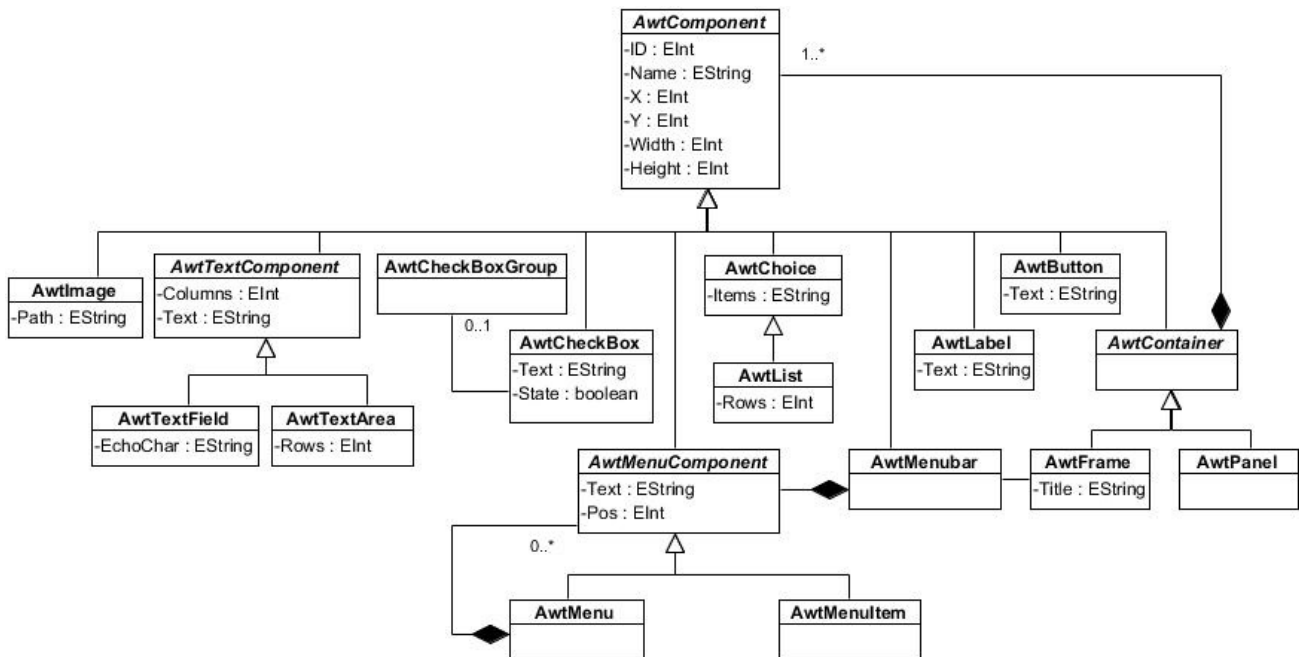 AwtComponent
-ID : EInt
-Name : EString
-X : EInt
-Y : EInt
-Width : EInt
-Height : EInt
1..*
AwtImage
-Path : EString
AwtTextComponent
-Columns : EInt
-Text : EString
AwtCheckBoxGroup
0..1
AwtCheckBox
-Text : EString
-State : boolean
AwtChoice
-Items : EString
AwtList
-Rows : EInt
AwtButton
-Text : EString
AwtLabel
-Text : EString
AwtContainer
AwtTextField
-EchoChar : EString
AwtTextArea
-Rows : EInt
AwtMenuComponent
-Text : EString
-Pos : EInt
AwtMenubar
AwtFrame
-Title : EString
AwtPanel
0..*
AwtMenu
AwtMenuItem